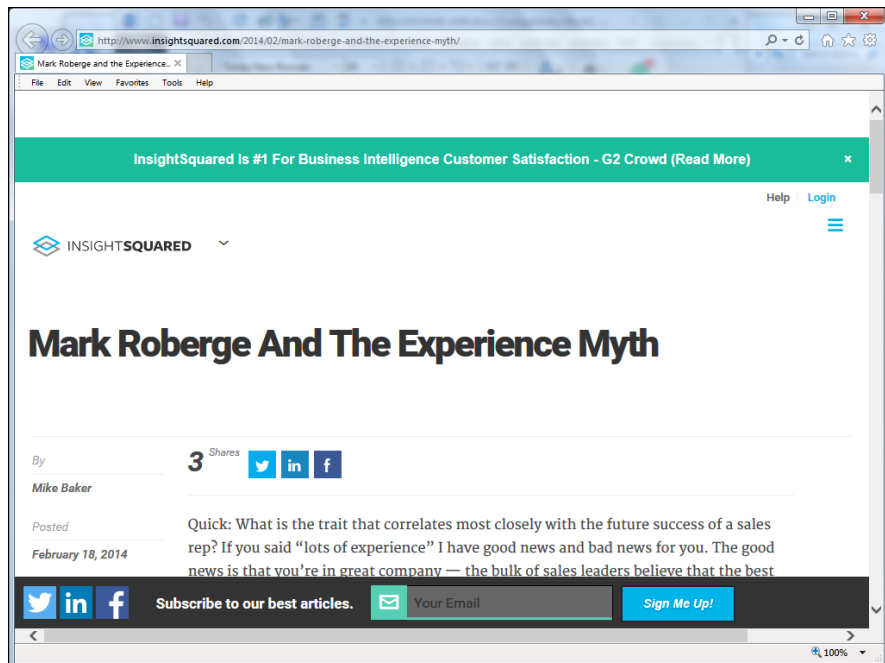 http://www.insightsquared.com/2014/02/mark-roberge-and-the-experience-myth/
Mark Roberge and the Experience...
File Edit View Favorites Tools Help
InsightSquared Is #1 For Business Intelligence Customer Satisfaction - G2 Crowd (Read More) ×
Help Login
INSIGHTSQUARED
Mark Roberge And The Experience Myth
By
Mike Baker
Posted
February 18, 2014
3 Shares
Quick: What is the trait that correlates most closely with the future success of a sales
rep? If you said “lots of experience” I have good news and bad news for you. The good
news is that you’re in great company — the bulk of sales leaders believe that the best
Subscribe to our best articles. Your Email Sign Me Up!
100%